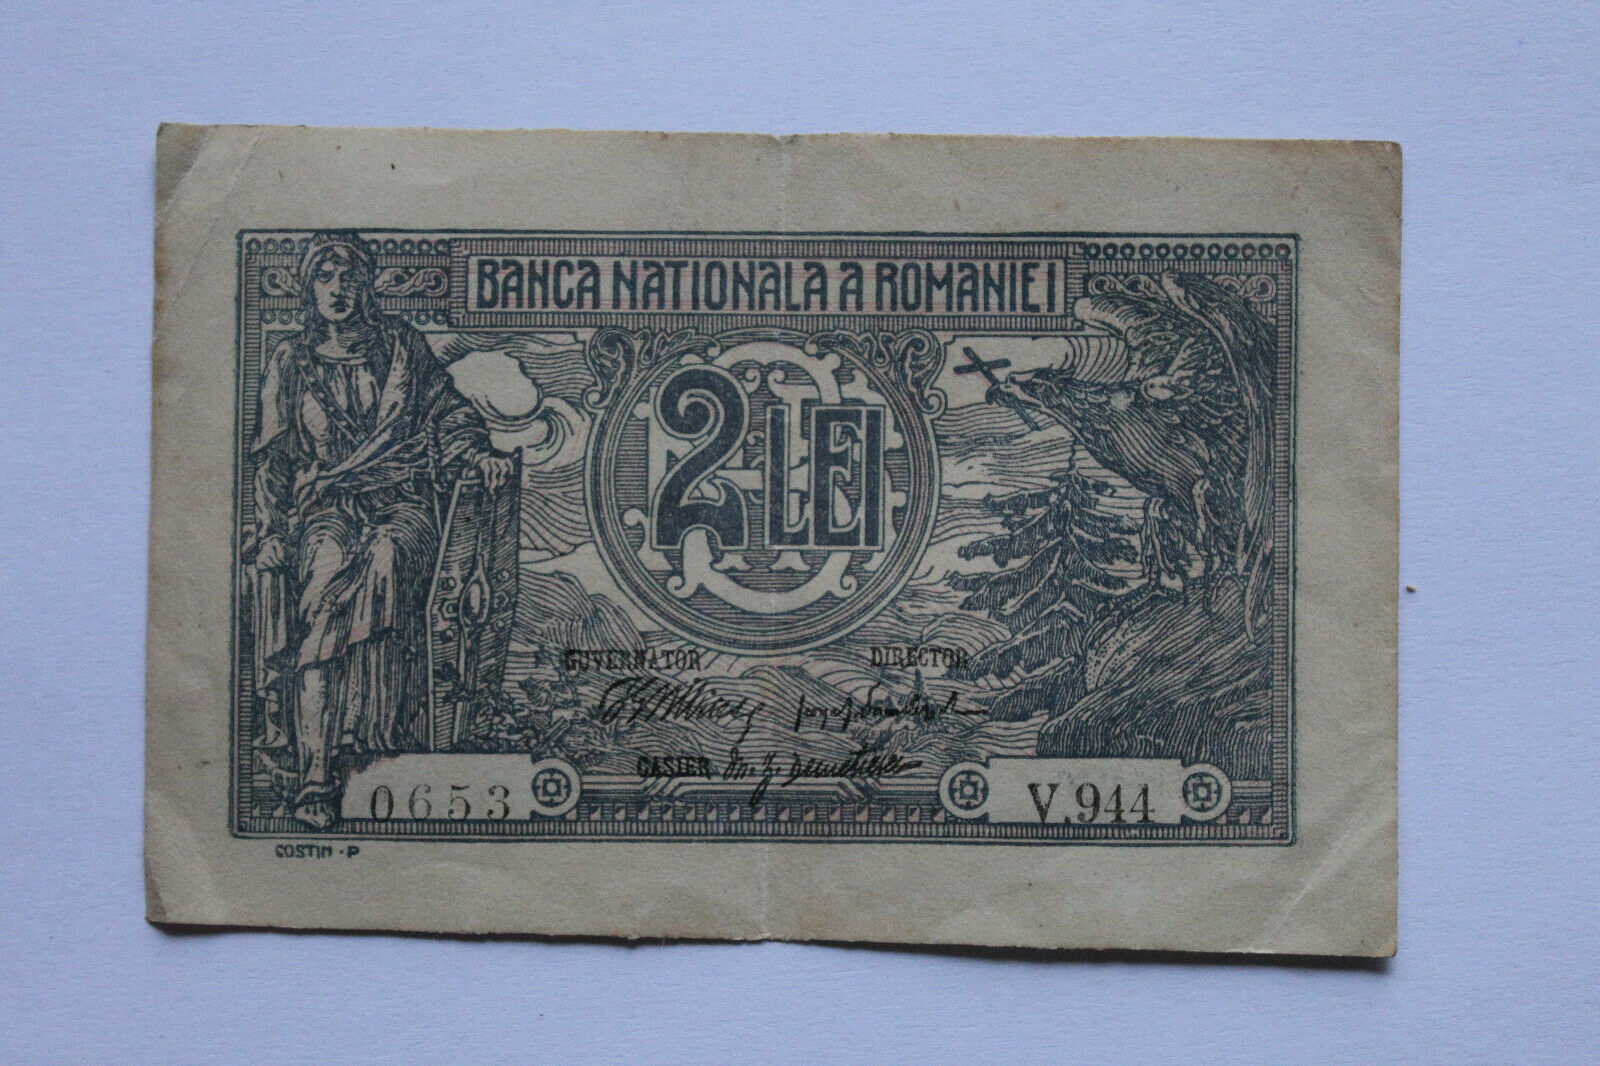 BANCA NATIONALA A ROMANIEI
2 LEI
GUVERNATOR DIRECTOR
CASIER
0653 V.944
COSTIN·P